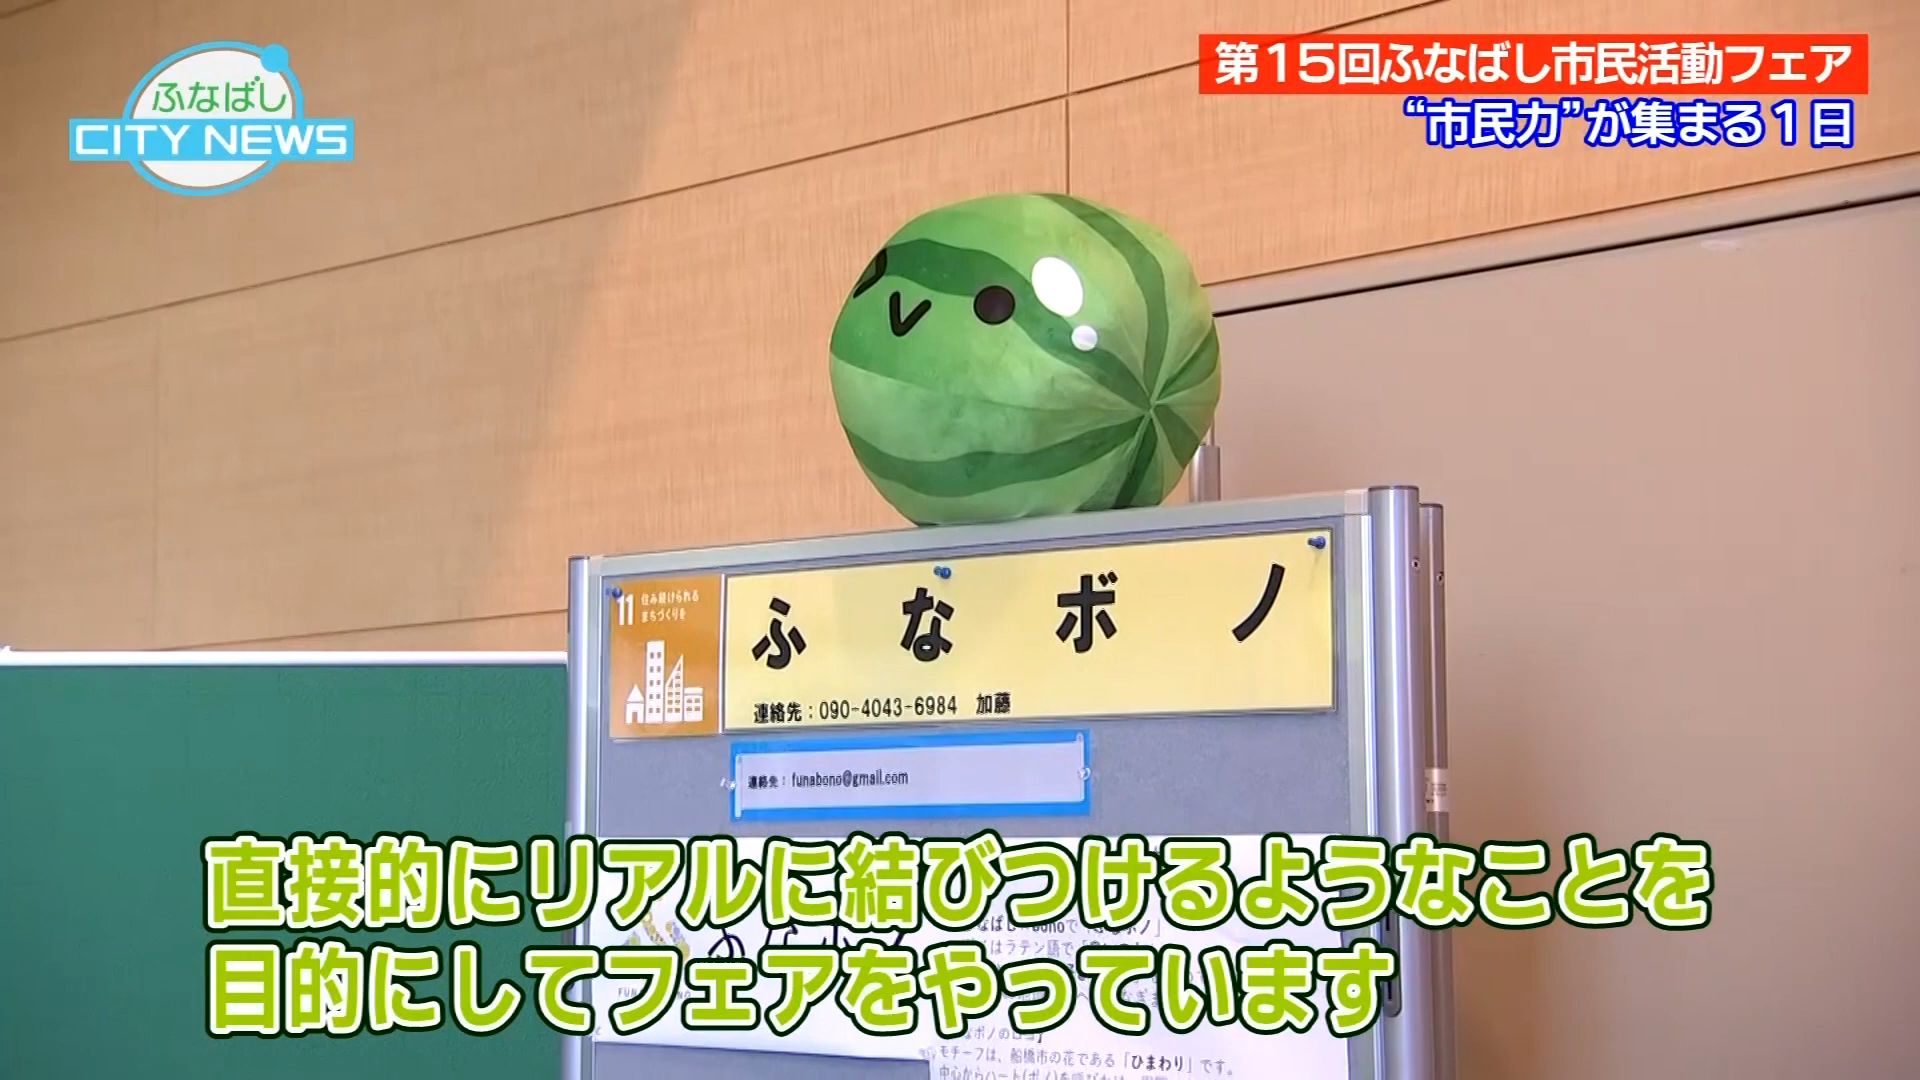 ふなばし
CITY NEWS
第15回ふなばし市民活動フェア
“市民力”が集まる1日
11 住み続けられる
まちづくりを
ふなボノ
連絡先：090-4043-6984 加藤
連絡先：funabono@gmail.com
直接的にリアルに結びつけるようなことを
目的にしてフェアをやっています
モチーフは、船橋市の花である「ひまわり」です。